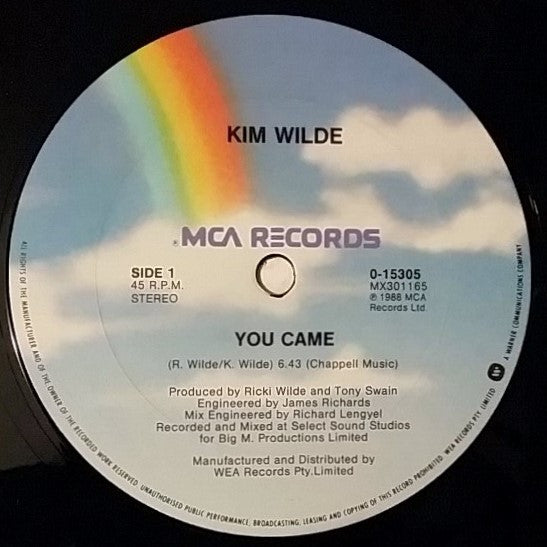 KIM WILDE
®MCA RECORDS
SIDE 1
45 R.P.M.
STEREO
0-15305
MX301165
℗ 1988 MCA
Records Ltd.
YOU CAME
(R. Wilde/K. Wilde) 6.43 (Chappell Music)
Produced by Ricki Wilde and Tony Swain
Engineered by James Richards
Mix Engineered by Richard Lengyel
Recorded and Mixed at Select Sound Studios
for Big M. Productions Limited
Manufactured and Distributed by
WEA Records Pty.Limited
ALL RIGHTS OF THE MANUFACTURER AND OF THE OWNER OF THE RECORDED WORK RESERVED. UNAUTHORISED PUBLIC PERFORMANCE, BROADCASTING, LEASING AND COPYING OF THIS RECORD PROHIBITED. WEA RECORDS PTY. LIMITED
A WARNER COMMUNICATIONS COMPANY